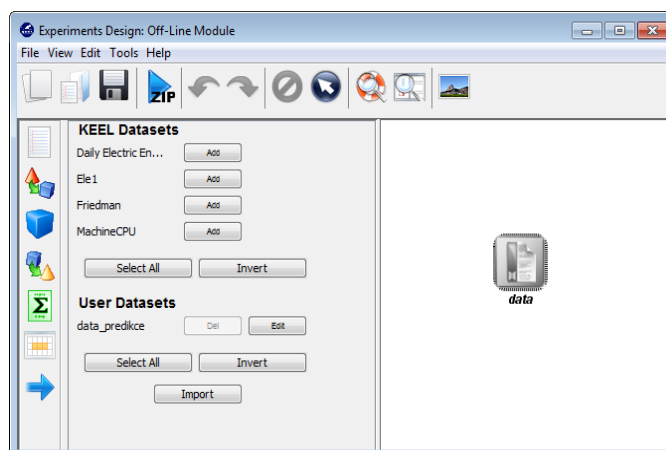 Experiments Design: Off-Line Module
File View Edit Tools Help
ZIP
KEEL Datasets
Daily Electric En... Add
Ele1 Add
Friedman Add
MachineCPU Add
Select All Invert
User Datasets
data_predikce Del Edit
Select All Invert
Import
data
Σ